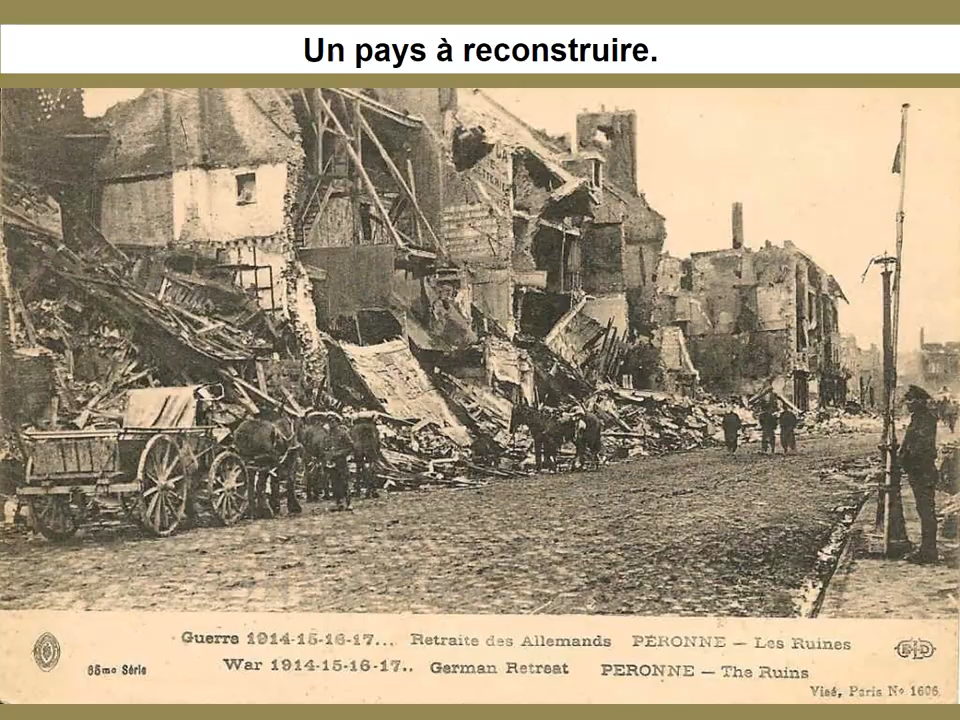 Un pays à reconstruire.
Guerre 1914-15-16-17... Retraite des Allemands PÉRONNE — Les Ruines
War 1914-15-16-17.. German Retreat PERONNE — The Ruins
65me Série
Visé, Paris No 1606